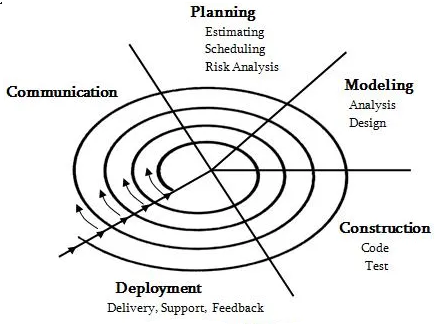 Planning
Estimating
Scheduling
Risk Analysis
Communication
Modeling
Analysis
Design
Construction
Code
Test
Deployment
Delivery, Support, Feedback